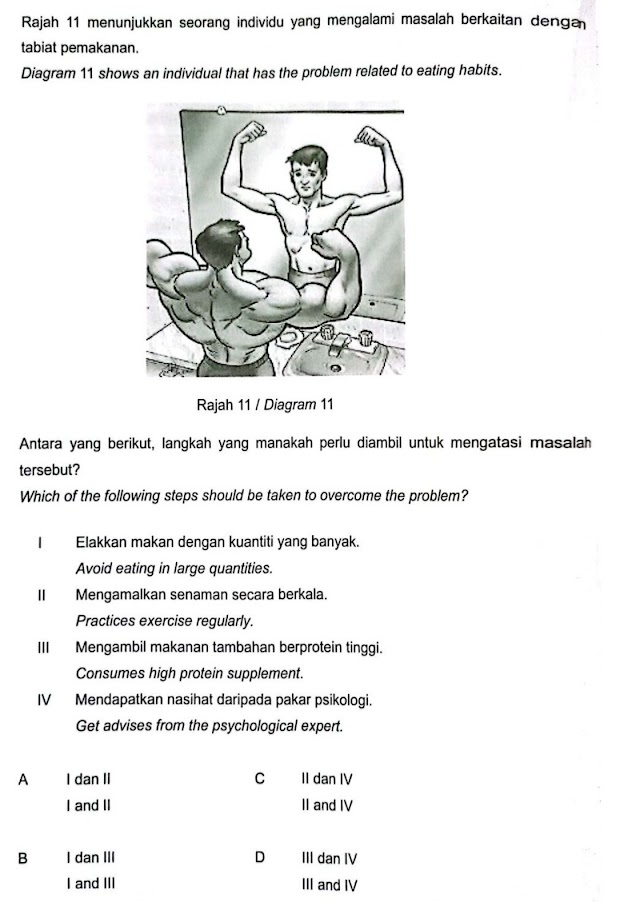 Rajah 11 menunjukkan seorang individu yang mengalami masalah berkaitan dengan
tabiat pemakanan.
Diagram 11 shows an individual that has the problem related to eating habits.
Rajah 11 / Diagram 11
Antara yang berikut, langkah yang manakah perlu diambil untuk mengatasi masalah
tersebut?
Which of the following steps should be taken to overcome the problem?
I Elakkan makan dengan kuantiti yang banyak.
Avoid eating in large quantities.
II Mengamalkan senaman secara berkala.
Practices exercise regularly.
III Mengambil makanan tambahan berprotein tinggi.
Consumes high protein supplement.
IV Mendapatkan nasihat daripada pakar psikologi.
Get advises from the psychological expert.
A I dan II C II dan IV
I and II II and IV
B I dan III D III dan IV
I and III III and IV